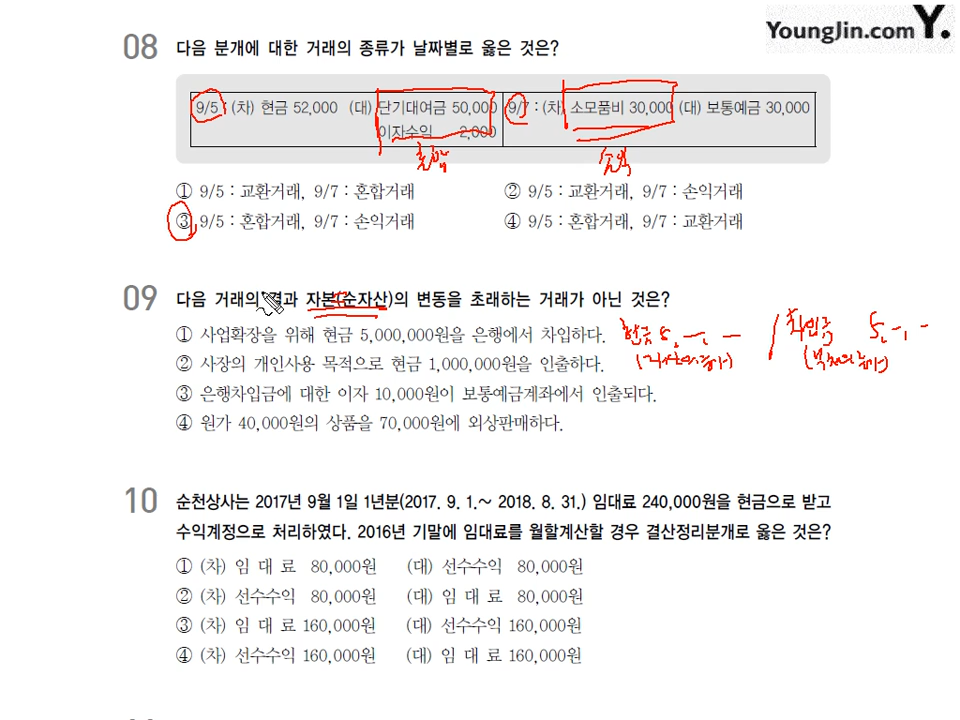 YoungJin.com Y.
08 다음 분개에 대한 거래의 종류가 날짜별로 옳은 것은?
9/5 : (차) 현금 52,000 (대) 단기대여금 50,000 9/7 : (차) 소모품비 30,000 (대) 보통예금 30,000
이자수익 2,000
혼합 손익
① 9/5 : 교환거래, 9/7 : 혼합거래 ② 9/5 : 교환거래, 9/7 : 손익거래
③ 9/5 : 혼합거래, 9/7 : 손익거래 ④ 9/5 : 혼합거래, 9/7 : 교환거래
09 다음 거래의 과 자본(순자산)의 변동을 초래하는 거래가 아닌 것은?
① 사업확장을 위해 현금 5,000,000원을 은행에서 차입하다. 현금 5, 차입금 5,
② 사장의 개인사용 목적으로 현금 1,000,000원을 인출하다. (자산의증가) (부채의증가)
③ 은행차입금에 대한 이자 10,000원이 보통예금계좌에서 인출되다.
④ 원가 40,000원의 상품을 70,000원에 외상판매하다.
10 순천상사는 2017년 9월 1일 1년분(2017. 9. 1.~ 2018. 8. 31.) 임대료 240,000원을 현금으로 받고
수익계정으로 처리하였다. 2016년 기말에 임대료를 월할계산할 경우 결산정리분개로 옳은 것은?
① (차) 임 대 료 80,000원 (대) 선수수익 80,000원
② (차) 선수수익 80,000원 (대) 임 대 료 80,000원
③ (차) 임 대 료 160,000원 (대) 선수수익 160,000원
④ (차) 선수수익 160,000원 (대) 임 대 료 160,000원